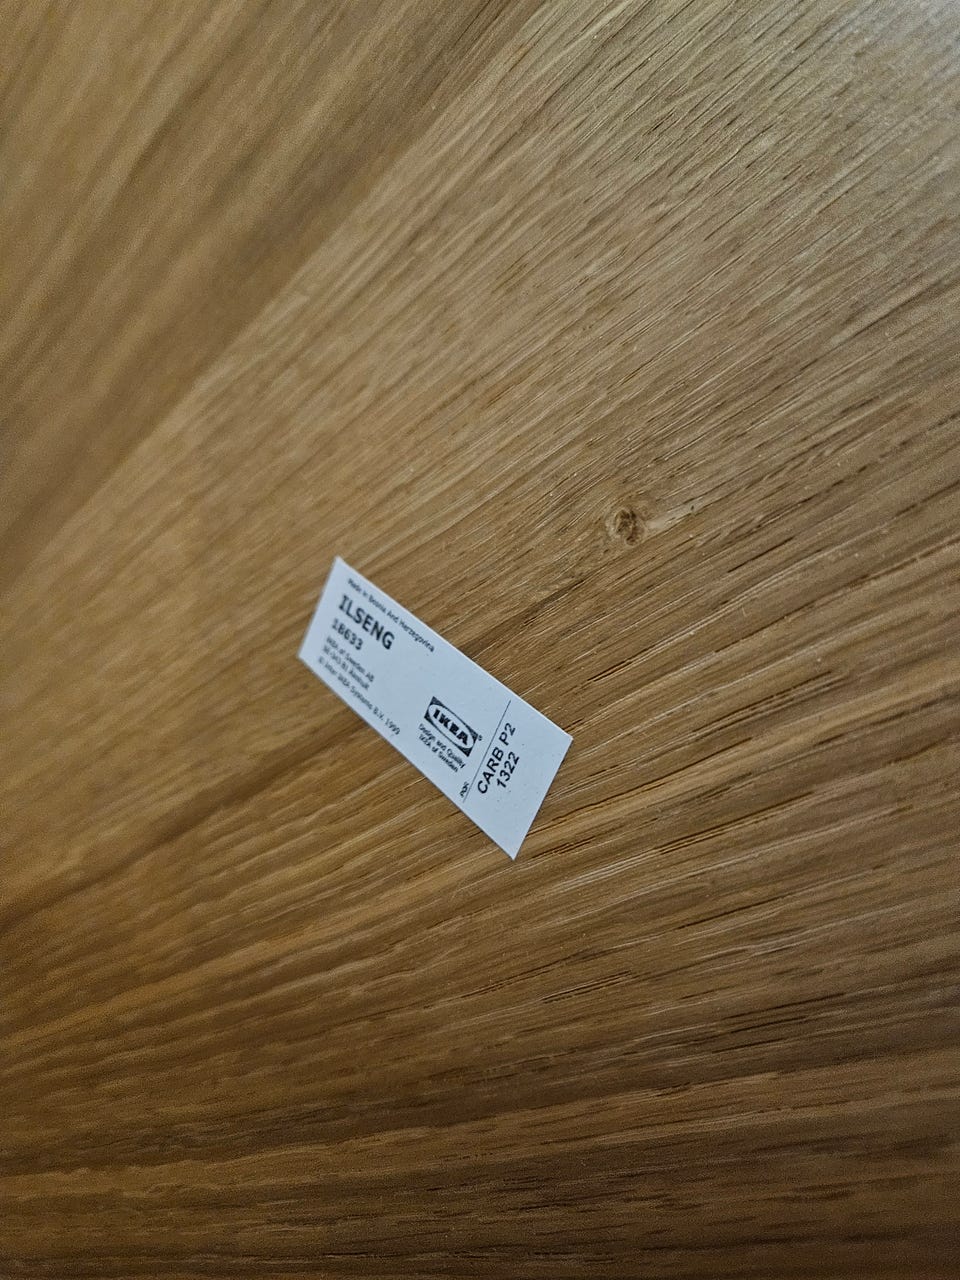 Made in Bosnia And Herzegovina
ILSENG
18633
IKEA of Sweden AB
SE-343 81 Älmhult
© Inter IKEA Systems B.V. 1999
IKEA®
Design and Quality
IKEA of Sweden
PQR
CARB P2
1322